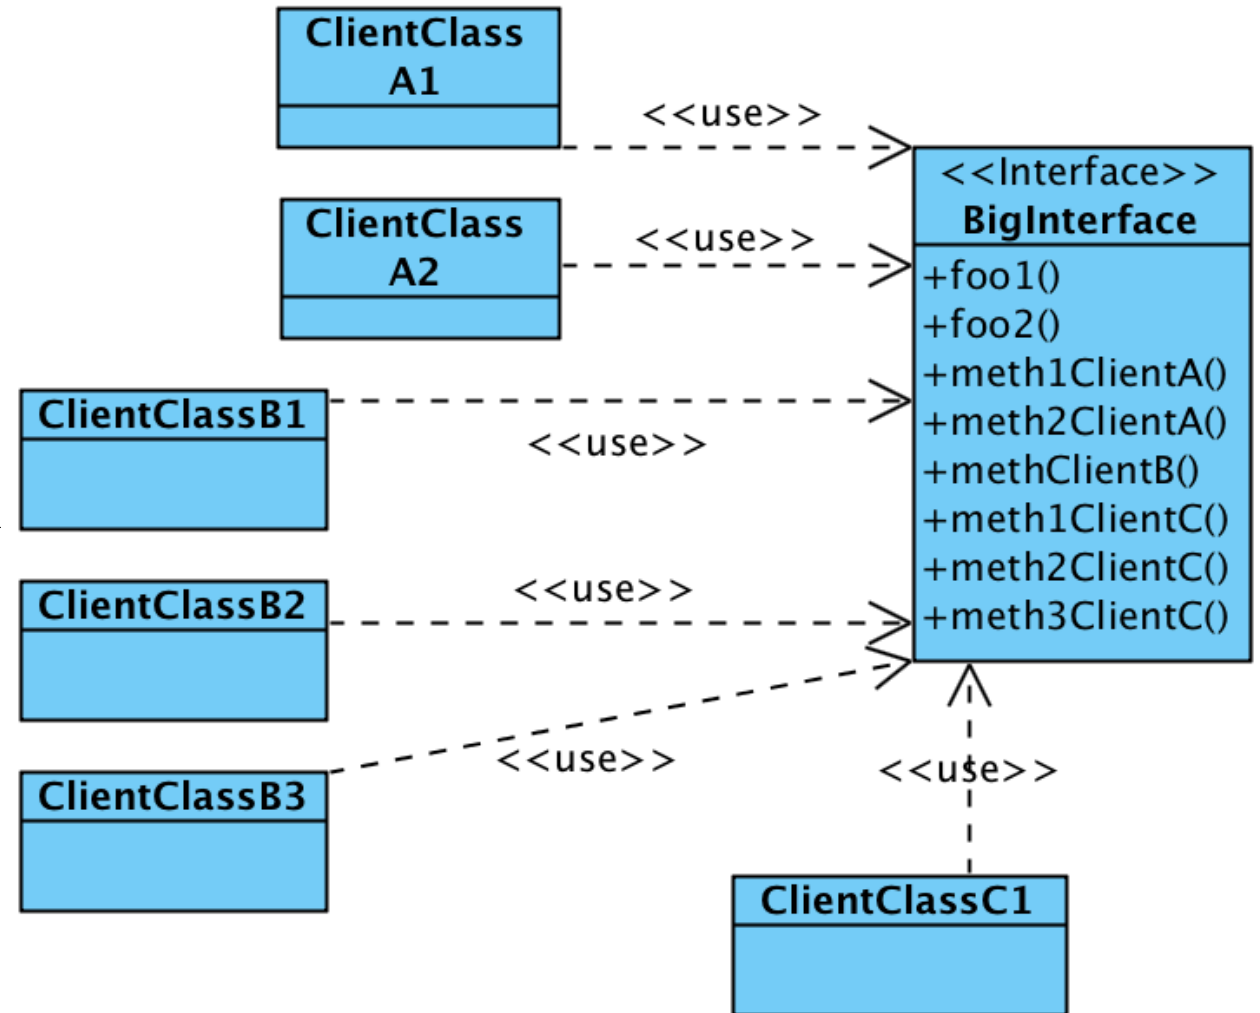 ClientClass
A1
<<use>>
<<Interface>>
BigInterface
+foo1()
+foo2()
+meth1ClientA()
+meth2ClientA()
+methClientB()
+meth1ClientC()
+meth2ClientC()
+meth3ClientC()
ClientClass
A2
<<use>>
ClientClassB1
<<use>>
ClientClassB2
<<use>>
ClientClassB3
<<use>>
<<use>>
ClientClassC1